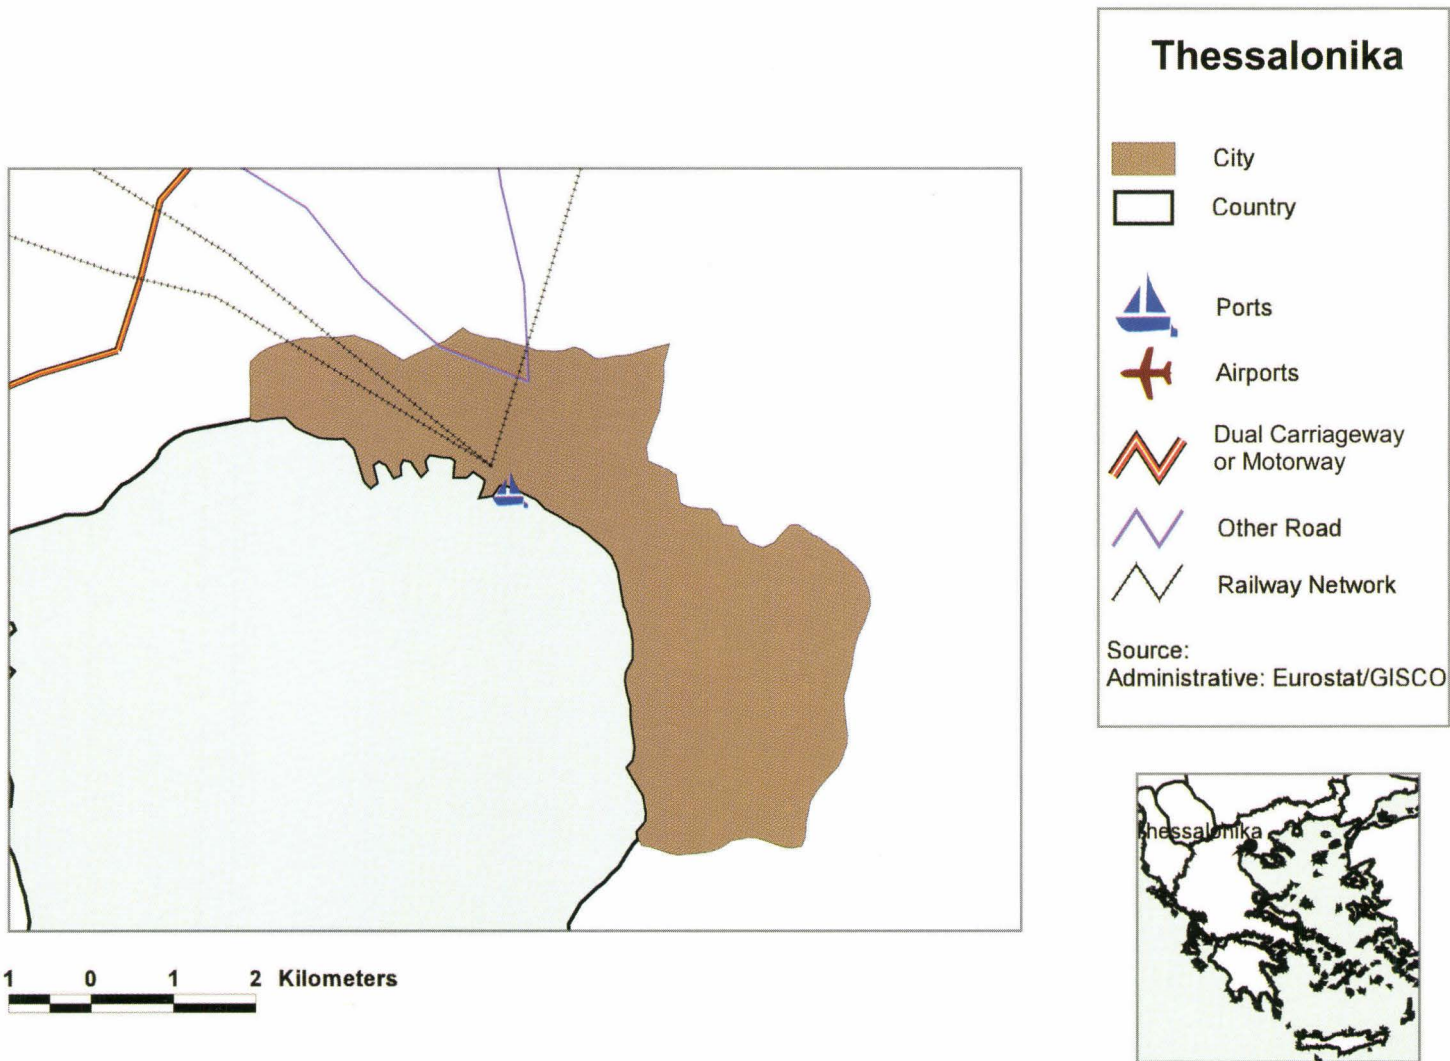 Thessalonika
City
Country
Ports
Airports
Dual Carriageway
or Motorway
Other Road
Railway Network
Source:
Administrative: Eurostat/GISCO
1 0 1 2 Kilometers
Thessalonika